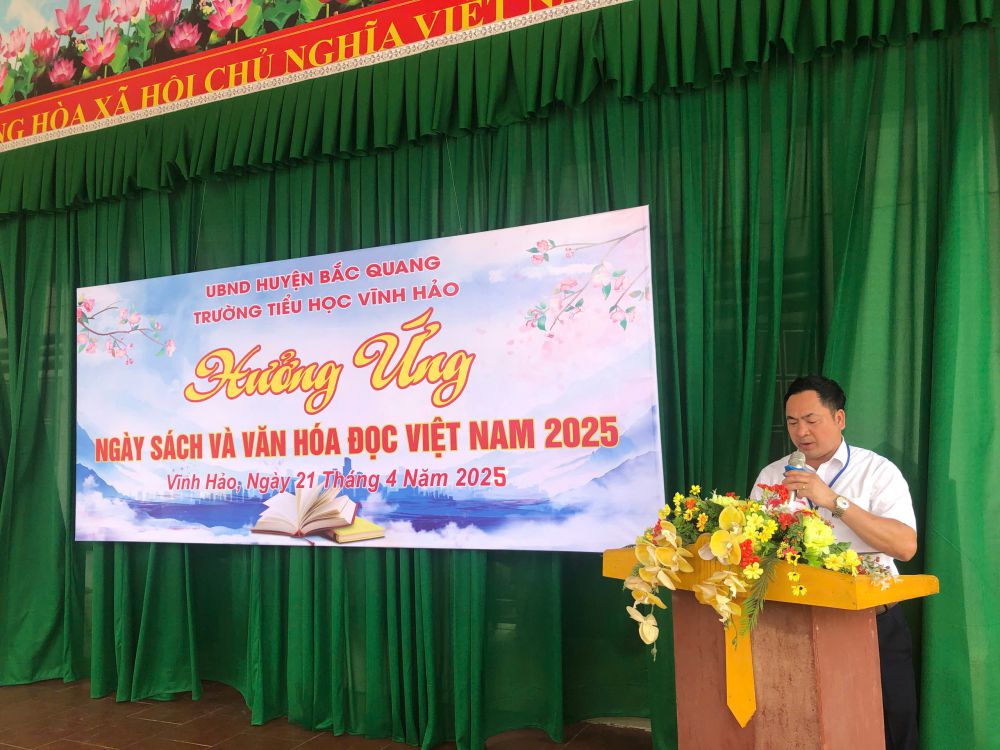 HÒA XÃ HỘI CHỦ NGHĨA VIỆT
UBND HUYỆN BẮC QUANG
TRƯỜNG TIỂU HỌC VĨNH HẢO
Hưởng Ứng
NGÀY SÁCH VÀ VĂN HÓA ĐỌC VIỆT NAM 2025
Vĩnh Hảo, Ngày 21 Tháng 4 Năm 2025